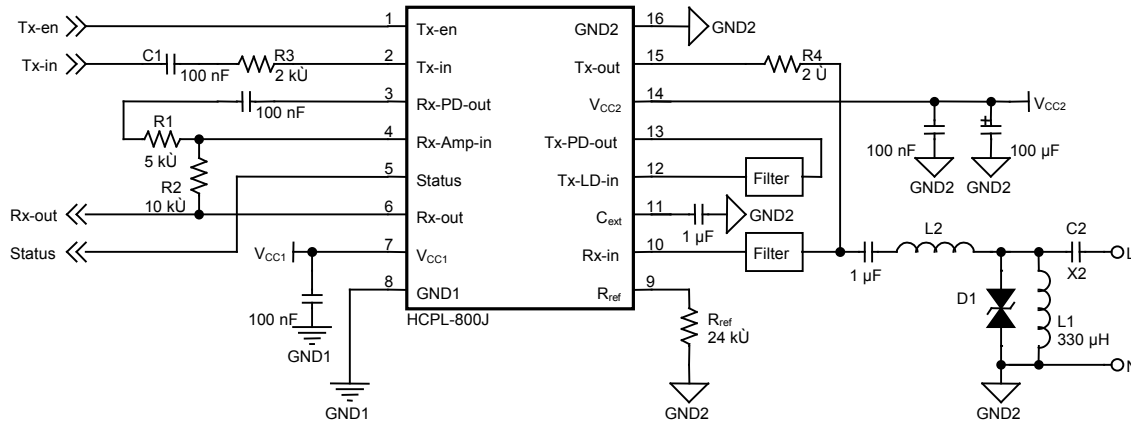 Tx-en
Tx-in
C1
100 nF
R3
2 kÙ
100 nF
R1
5 kÙ
R2
10 kÙ
Rx-out
Status
VCC1
100 nF
GND1
GND1
1
2
3
4
5
6
7
8
Tx-en
Tx-in
Rx-PD-out
Rx-Amp-in
Status
Rx-out
VCC1
GND1
HCPL-800J
GND2
Tx-out
VCC2
Tx-PD-out
Tx-LD-in
Cext
Rx-in
Rref
16
15
14
13
12
11
10
9
GND2
R4
2 Ù
VCC2
100 nF
+
100 µF
GND2
GND2
Filter
GND2
1 µF
Filter
1 µF
L2
C2
X2
L
D1
L1
330 µH
N
GND2
Rref
24 kÙ
GND2